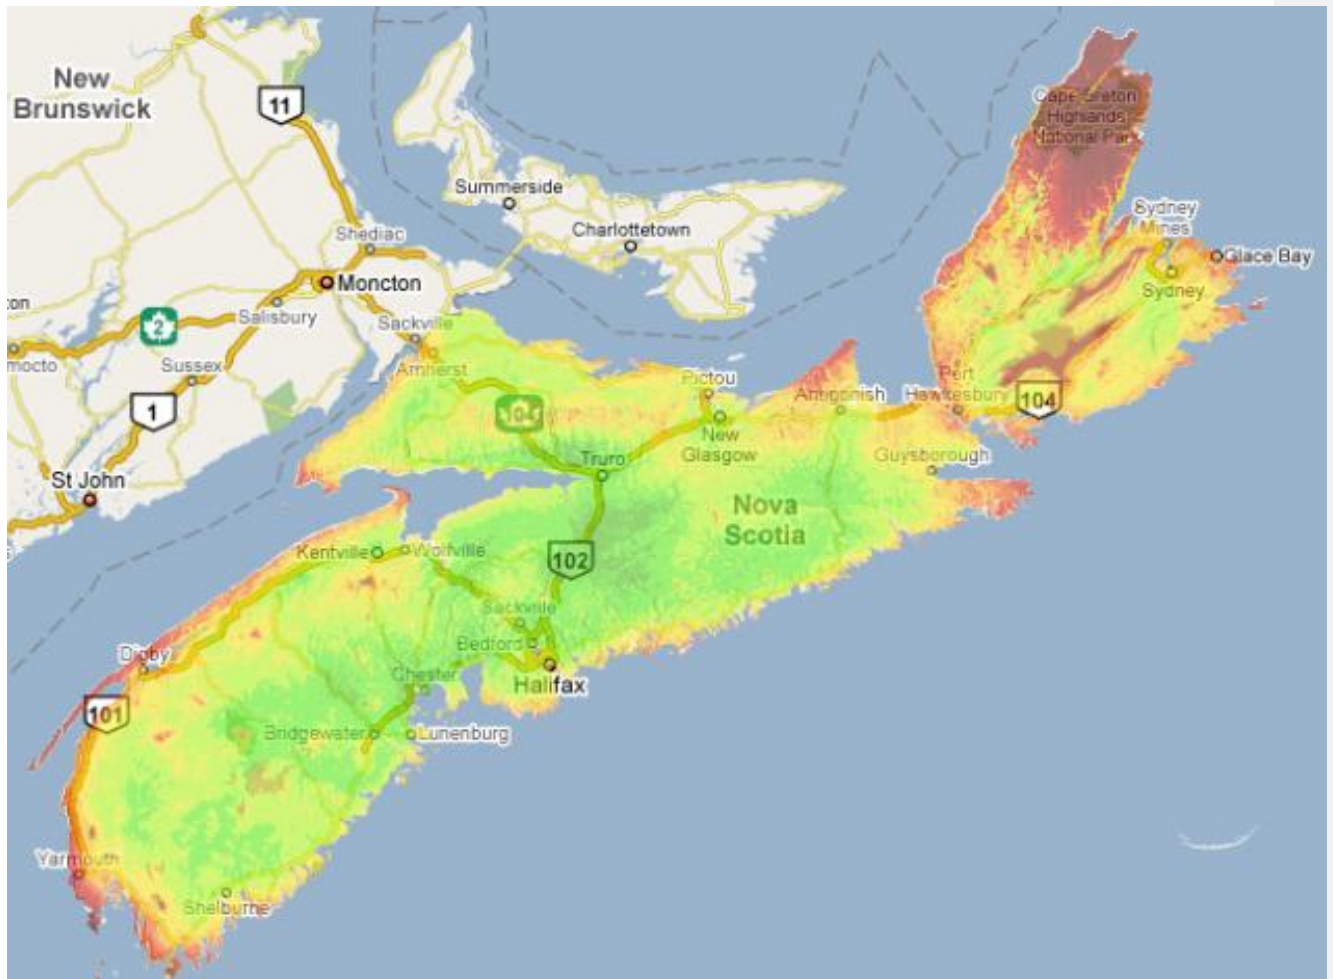 New
Brunswick
11
Summerside
Charlottetown
Shediac
Moncton
2
Salisbury
Sackville
Sussex
Amherst
1
St John
Cape Breton
Highlands
National Park
Sydney
Mines
Glace Bay
Sydney
Pictou
Antigonish
Port
Hawkesbury
104
104
New
Glasgow
Truro
Guysborough
Nova
Scotia
Kentville
Wolfville
102
Sackville
Bedford
Digby
Chester
Halifax
101
Bridgewater
Lunenburg
Yarmouth
Shelburne